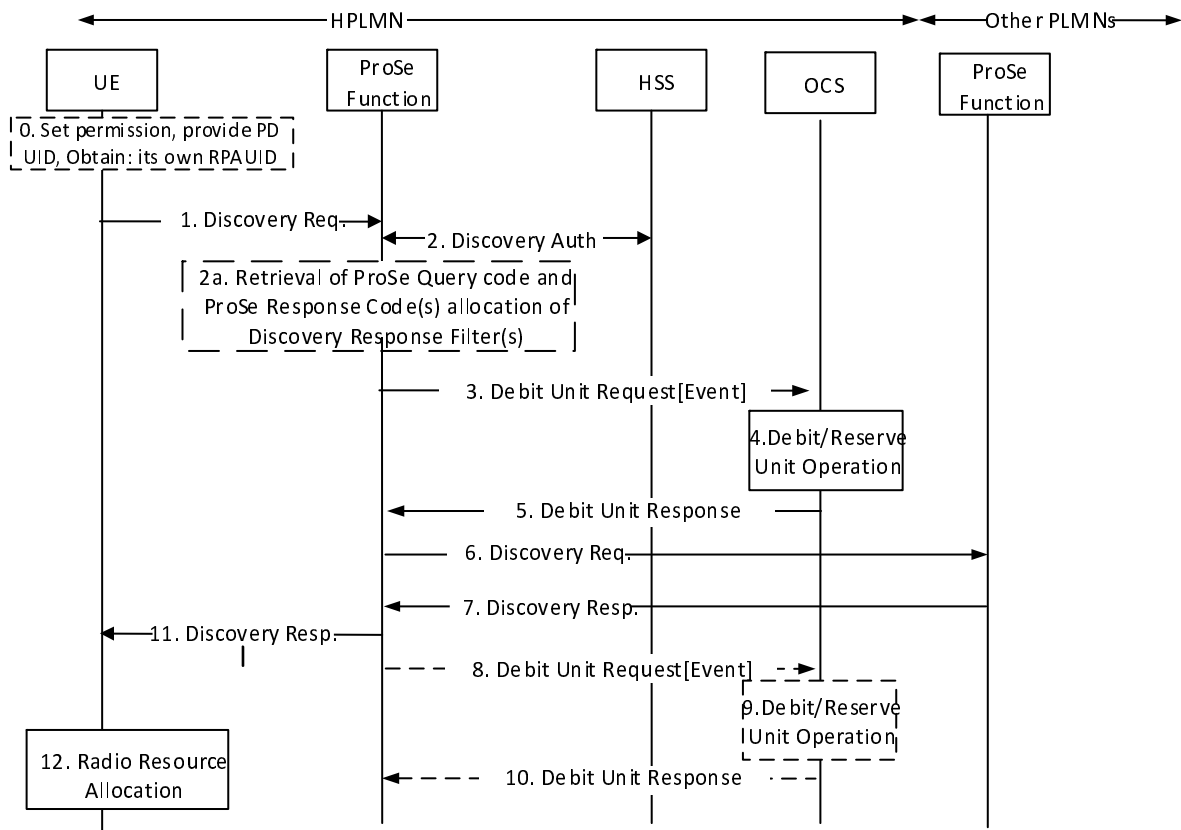 HPLMN
Other PLMNs
UE
ProSe
Function
HSS
OCS
ProSe
Function
0. Set permission, provide PD
UID, Obtain: its own RPAUID
1. Discovery Req.
2. Discovery Auth
2a. Retrieval of ProSe Query code and
ProSe Response Code(s) allocation of
Discovery Response Filter(s)
3. Debit Unit Request[Event]
4.Debit/Reserve
Unit Operation
5. Debit Unit Response
6. Discovery Req.
7. Discovery Resp.
11. Discovery Resp.
8. Debit Unit Request[Event]
9.Debit/Reserve
Unit Operation
12. Radio Resource
Allocation
10. Debit Unit Response